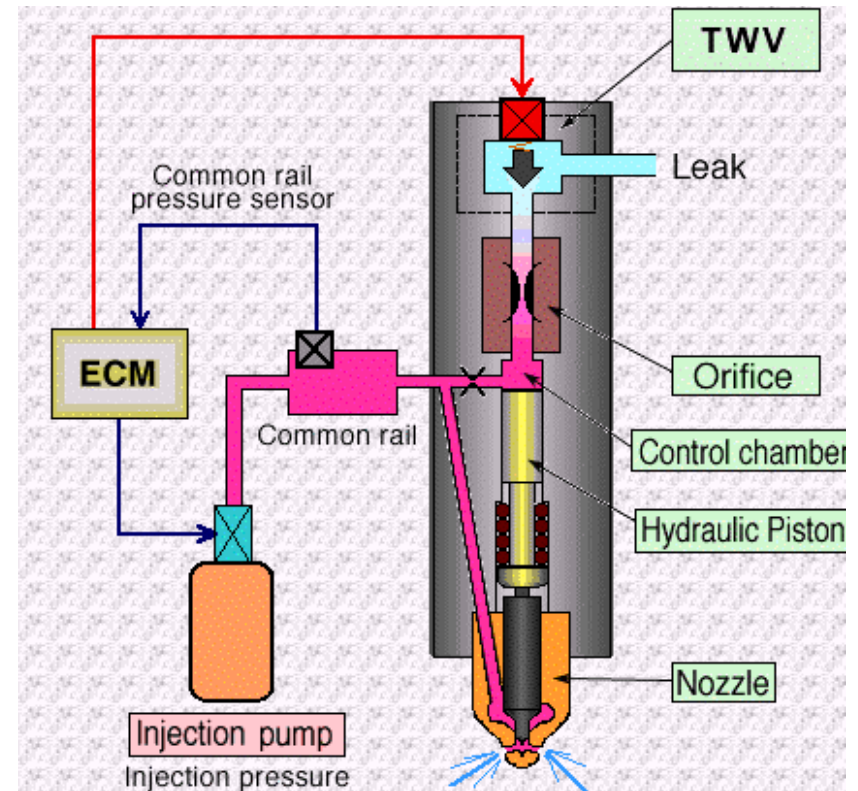 TWV
Leak
Common rail
pressure sensor
ECM
Common rail
Orifice
Control chamber
Hydraulic Piston
Nozzle
Injection pump
Injection pressure